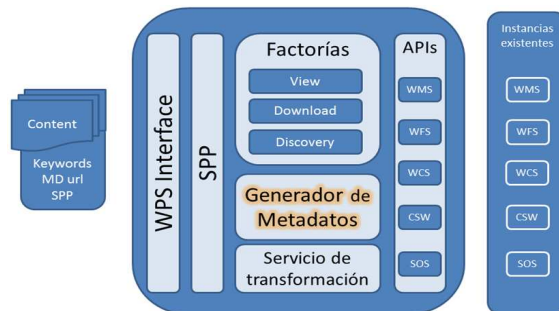 Content
Keywords
MD url
SPP
WPS Interface
SPP
Factorías
View
Download
Discovery
Generador de
Metadatos
Servicio de
transformación
APIs
WMS
WFS
WCS
CSW
SOS
Instancias
existentes
WMS
WFS
WCS
CSW
SOS